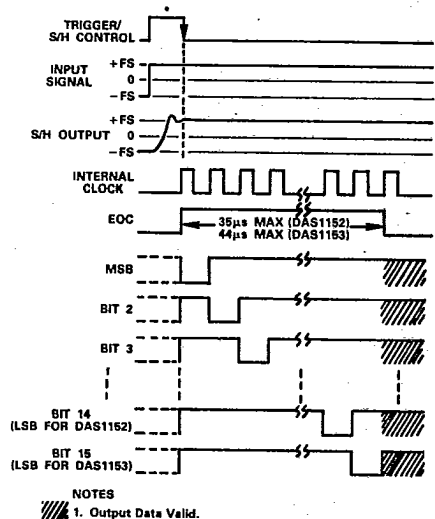 TRIGGER/
S/H CONTROL
INPUT
SIGNAL
+FS
0
−FS
S/H OUTPUT
+FS
0
−FS
INTERNAL
CLOCK
EOC
35μs MAX (DAS1152)
44μs MAX (DAS1153)
MSB
BIT 2
BIT 3
BIT 14
(LSB FOR DAS1152)
BIT 15
(LSB FOR DAS1153)
NOTES
1. Output Data Valid.